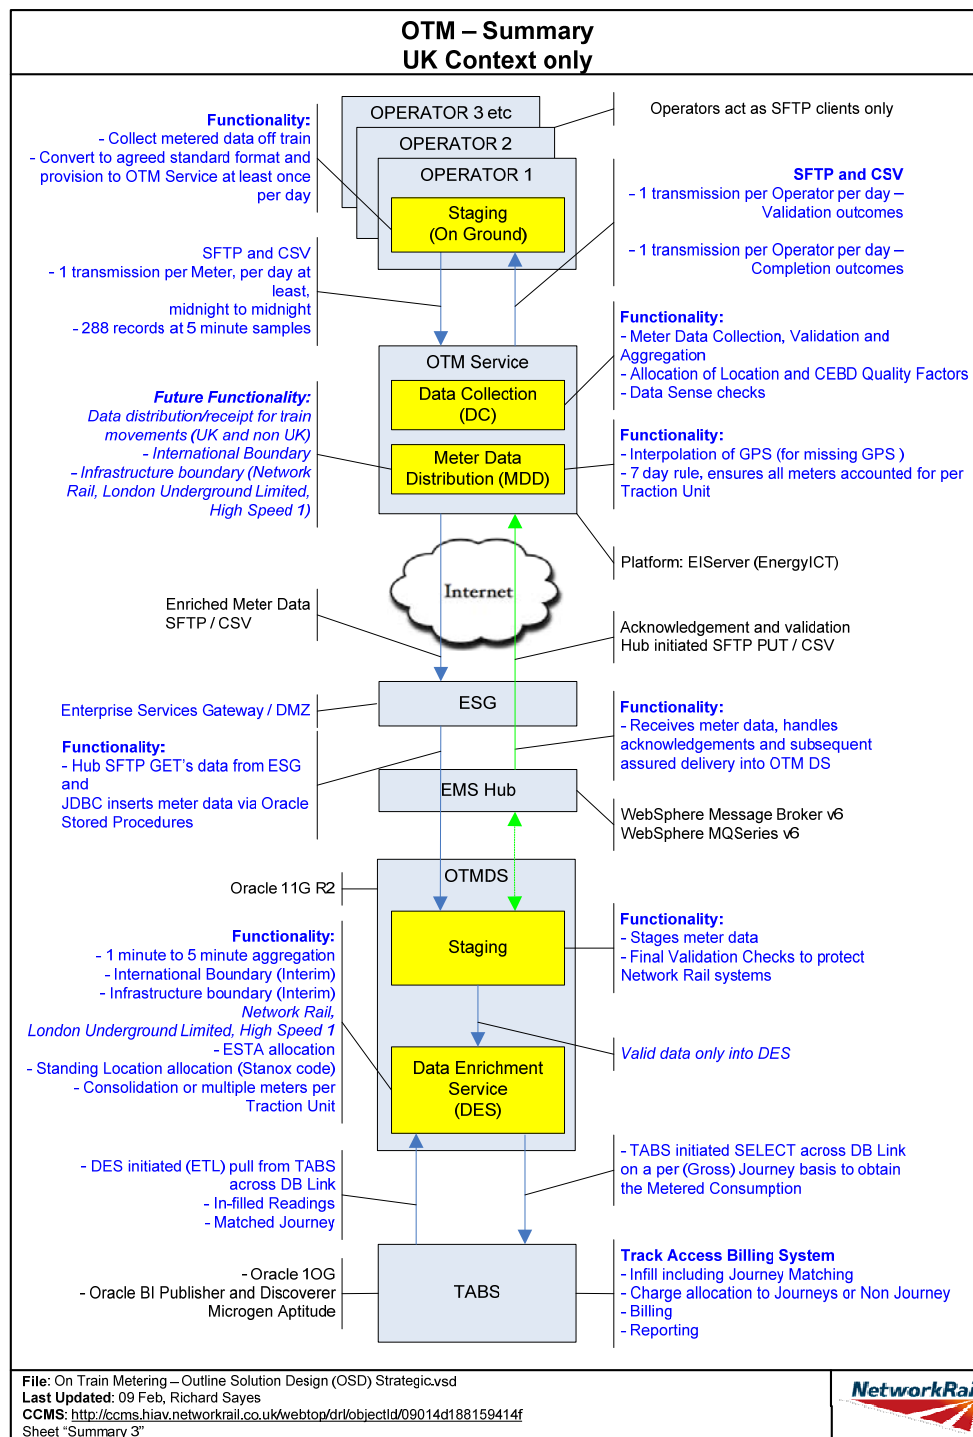 OTM – Summary
UK Context only
OPERATOR 3 etc
OPERATOR 2
OPERATOR 1
Staging
(On Ground)
Functionality:
- Collect metered data off train
- Convert to agreed standard format and
provision to OTM Service at least once
per day
Operators act as SFTP clients only
SFTP and CSV
- 1 transmission per Operator per day –
Validation outcomes
- 1 transmission per Operator per day –
Completion outcomes
SFTP and CSV
- 1 transmission per Meter, per day at
least,
midnight to midnight
- 288 records at 5 minute samples
Functionality:
- Meter Data Collection, Validation and
Aggregation
- Allocation of Location and CEBD Quality Factors
- Data Sense checks
OTM Service
Data Collection
(DC)
Meter Data
Distribution (MDD)
Future Functionality:
Data distribution/receipt for train
movements (UK and non UK)
- International Boundary
- Infrastructure boundary (Network
Rail, London Underground Limited,
High Speed 1)
Functionality:
- Interpolation of GPS (for missing GPS )
- 7 day rule, ensures all meters accounted for per
Traction Unit
Platform: EIServer (EnergyICT)
Internet
Enriched Meter Data
SFTP / CSV
Acknowledgement and validation
Hub initiated SFTP PUT / CSV
Enterprise Services Gateway / DMZ
ESG
Functionality:
- Receives meter data, handles
acknowledgements and subsequent
assured delivery into OTM DS
Functionality:
- Hub SFTP GET's data from ESG
and
JDBC inserts meter data via Oracle
Stored Procedures
EMS Hub
WebSphere Message Broker v6
WebSphere MQSeries v6
Oracle 11G R2
OTMDS
Staging
Functionality:
- Stages meter data
- Final Validation Checks to protect
Network Rail systems
Functionality:
- 1 minute to 5 minute aggregation
- International Boundary (Interim)
- Infrastructure boundary (Interim)
Network Rail,
London Underground Limited, High Speed 1
- ESTA allocation
- Standing Location allocation (Stanox code)
- Consolidation or multiple meters per
Traction Unit
Valid data only into DES
Data Enrichment
Service
(DES)
- DES initiated (ETL) pull from TABS
across DB Link
- In-filled Readings
- Matched Journey
- TABS initiated SELECT across DB Link
on a per (Gross) Journey basis to obtain
the Metered Consumption
- Oracle 1OG
- Oracle BI Publisher and Discoverer
Microgen Aptitude
TABS
Track Access Billing System
- Infill including Journey Matching
- Charge allocation to Journeys or Non Journey
- Billing
- Reporting
File: On Train Metering – Outline Solution Design (OSD) Strategic.vsd
Last Updated: 09 Feb, Richard Sayes
CCMS: http://ccms.hiav.networkrail.co.uk/webtop/drl/objectId/09014d188159414f
Sheet "Summary 3"
NetworkRai